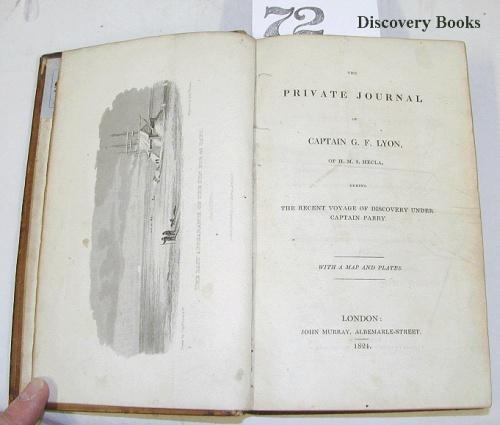 72
Discovery Books
THE
PRIVATE JOURNAL
OF
CAPTAIN G. F. LYON,
OF H. M. S. HECLA,
DURING
THE RECENT VOYAGE OF DISCOVERY UNDER
CAPTAIN PARRY.
WITH A MAP AND PLATES.
LONDON:
JOHN MURRAY, ALBEMARLE-STREET.
1824.